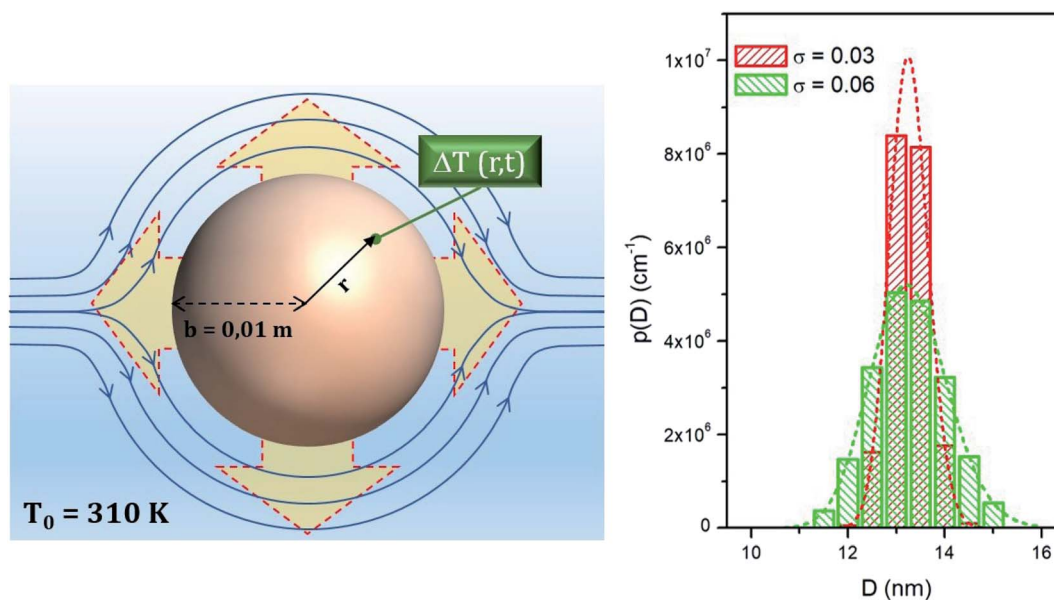 ΔT (r,t)
r
b = 0,01 m
T₀ = 310 K
σ = 0.03
σ = 0.06
p(D) (cm⁻¹)
1x10⁷
8x10⁶
6x10⁶
4x10⁶
2x10⁶
0
10 12 14 16
D (nm)